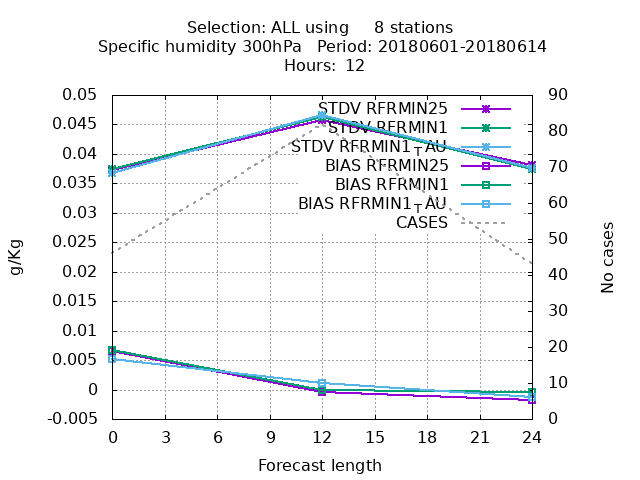 Selection: ALL using 8 stations
Specific humidity 300hPa Period: 20180601-20180614
Hours: 12
0.05
0.045
0.04
0.035
0.03
0.025
0.02
0.015
0.01
0.005
0
-0.005
g/Kg
STDV RFRMIN25
STDV RFRMIN1
STDV RFRMIN1_TAU
BIAS RFRMIN25
BIAS RFRMIN1
BIAS RFRMIN1_TAU
CASES
90
80
70
60
50
40
30
20
10
0
No cases
0 3 6 9 12 15 18 21 24
Forecast length